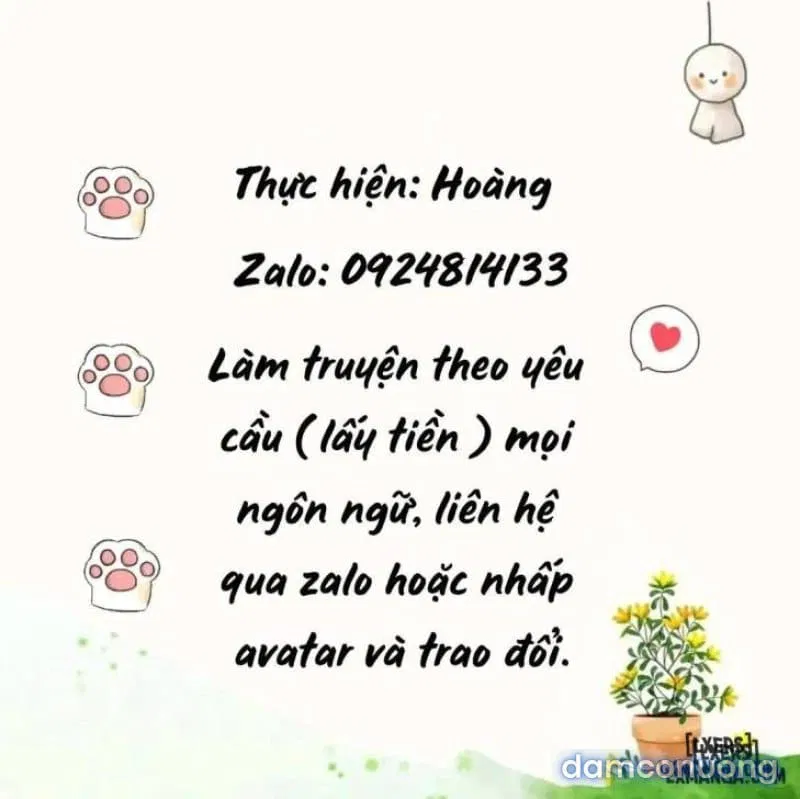 Thực hiện: Hoàng
Zalo: 0924814133
Làm truyện theo yêu
cầu ( lấy tiền ) mọi
ngôn ngữ, liên hệ
qua zalo hoặc nhấp
avatar và trao đổi.
damconuong